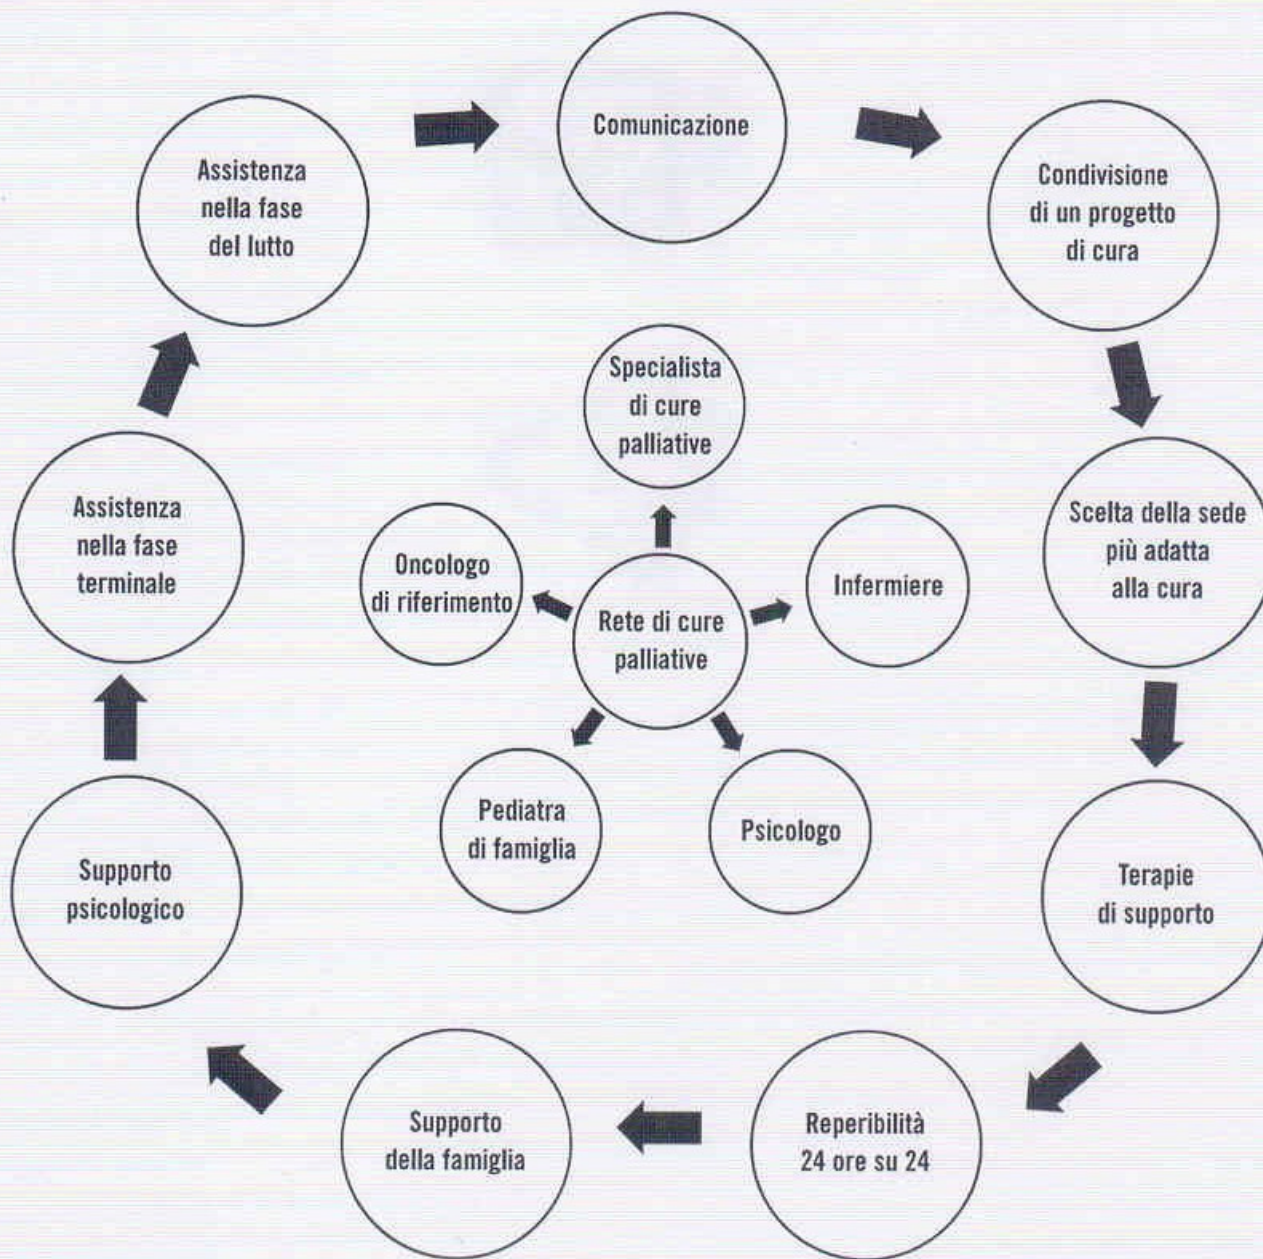 Comunicazione
Condivisione
di un progetto
di cura
Scelta della sede
più adatta
alla cura
Terapie
di supporto
Reperibilità
24 ore su 24
Supporto
della famiglia
Supporto
psicologico
Assistenza
nella fase
terminale
Assistenza
nella fase
del lutto
Specialista
di cure
palliative
Infermiere
Psicologo
Pediatra
di famiglia
Oncologo
di riferimento
Rete di cure
palliative